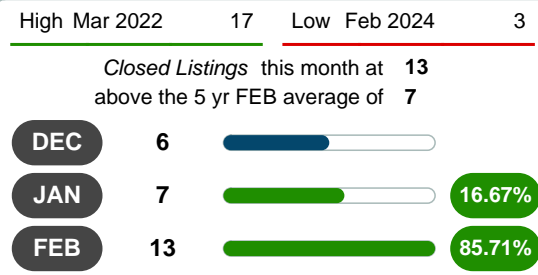 High Mar 2022 17 Low Feb 2024 3
Closed Listings this month at 13
above the 5 yr FEB average of 7
DEC 6
JAN 7 16.67%
FEB 13 85.71%